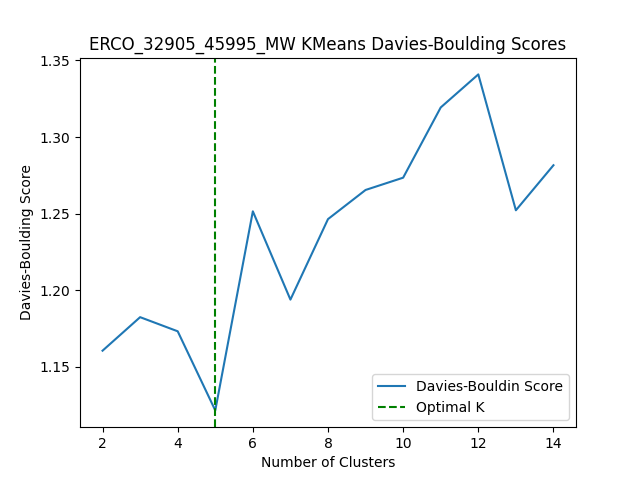 ERCO_32905_45995_MW KMeans Davies-Boulding Scores
1.35
1.30
1.25
1.20
1.15
Davies-Boulding Score
2
4
6
8
10
12
14
Number of Clusters
Davies-Bouldin Score
Optimal K